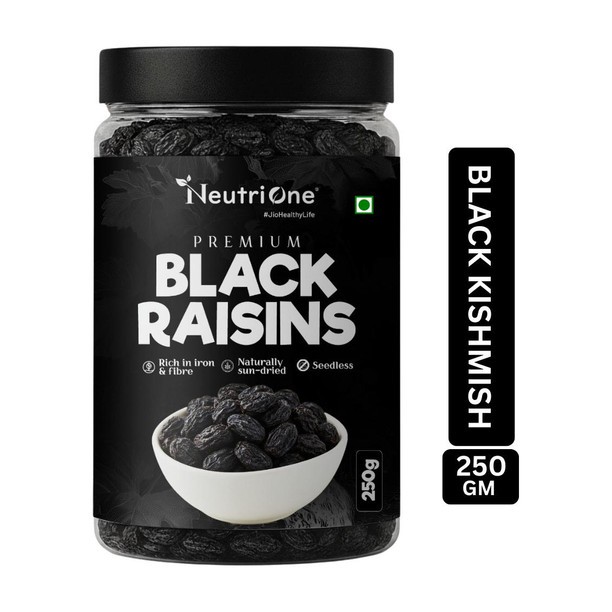 NeutriOne®
#JioHealthyLife
PREMIUM
BLACK
RAISINS
Rich in iron
& fibre
Naturally
sun-dried
Seedless
250g
BLACK KISHMISH
250
GM